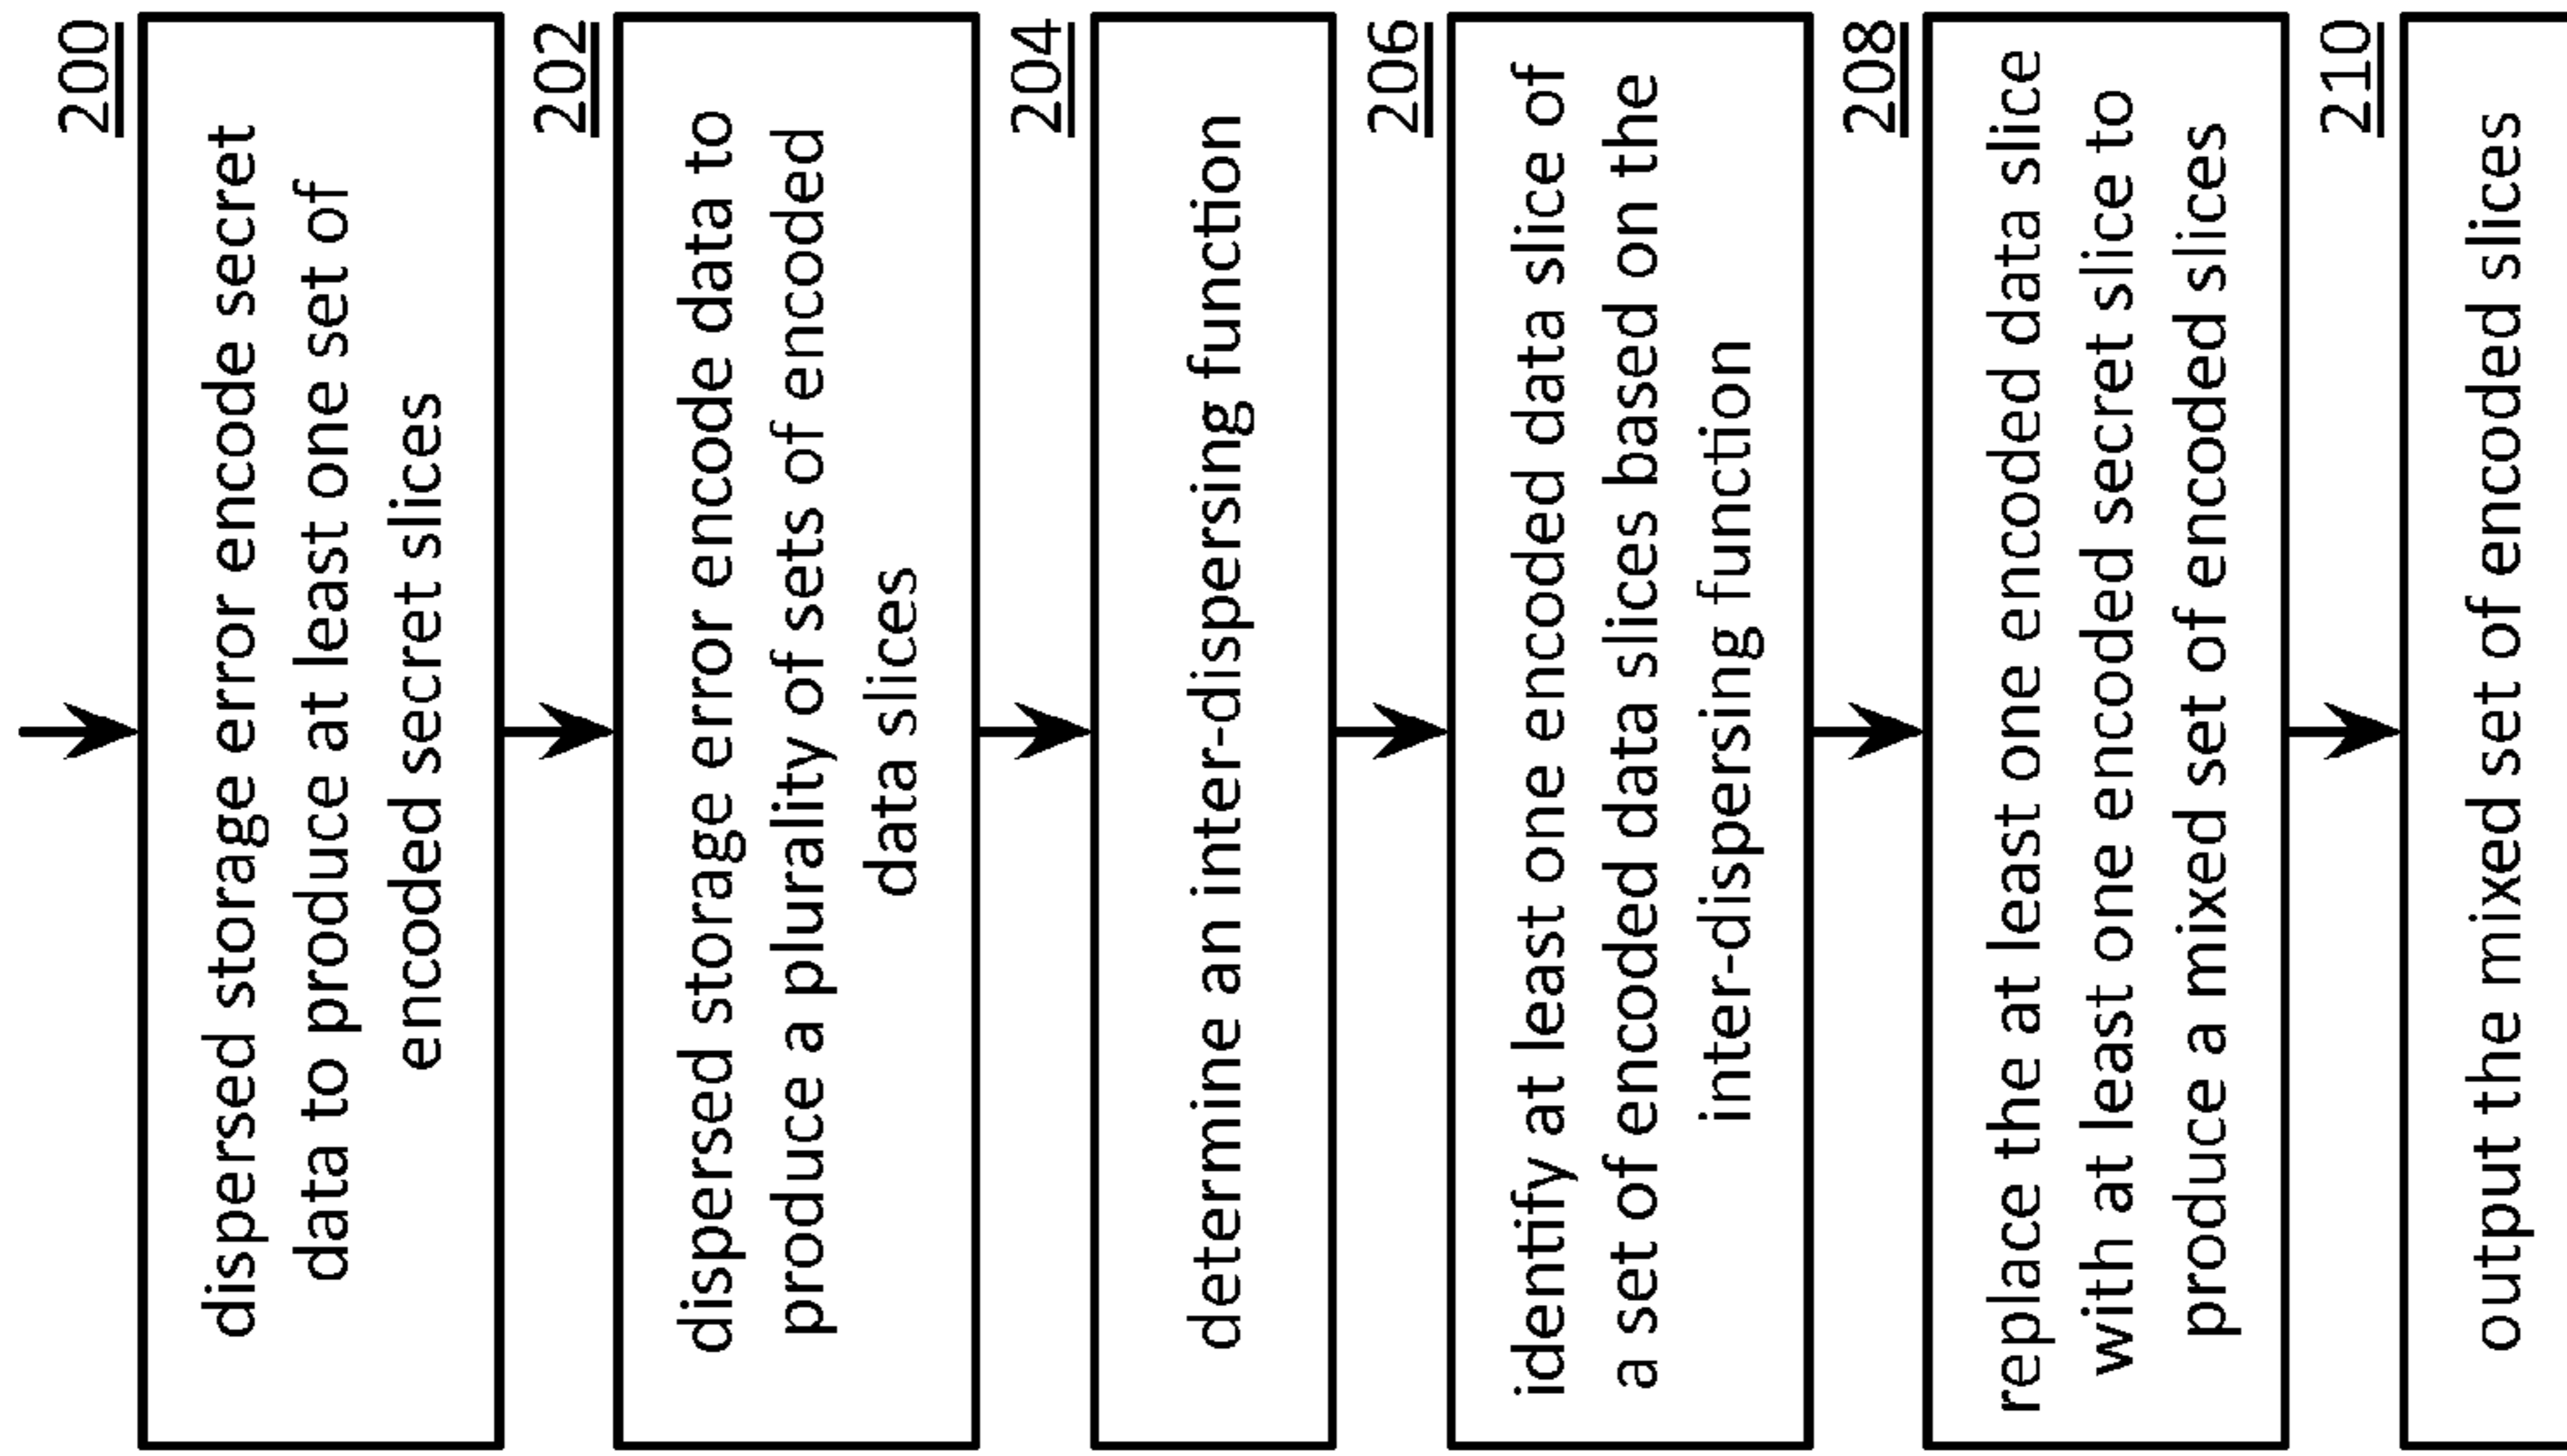 200
dispersed storage error encode secret
data to produce at least one set of
encoded secret slices
202
dispersed storage error encode data to
produce a plurality of sets of encoded
data slices
204
determine an inter-dispersing function
206
identify at least one encoded data slice of
a set of encoded data slices based on the
inter-dispersing function
208
replace the at least one encoded data slice
with at least one encoded secret slice to
produce a mixed set of encoded slices
210
output the mixed set of encoded slices